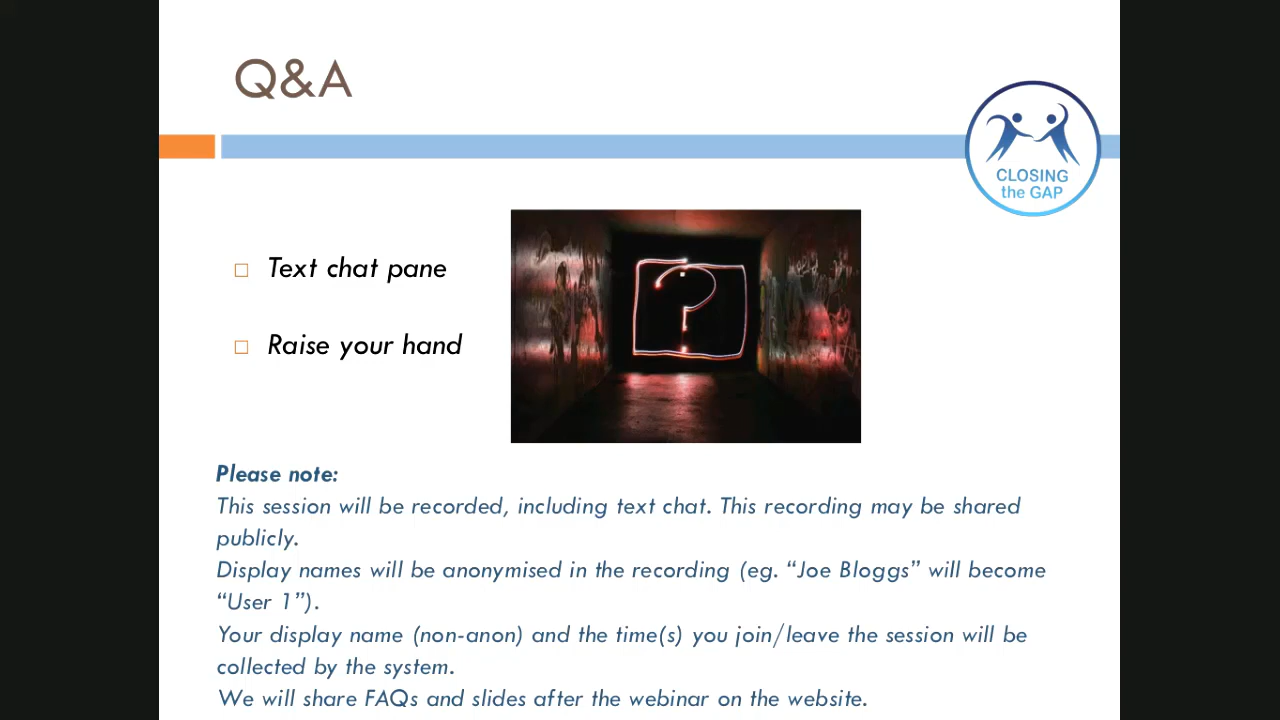 Q&A
CLOSING
the GAP
Text chat pane
Raise your hand
?
Please note:
This session will be recorded, including text chat. This recording may be shared
publicly.
Display names will be anonymised in the recording (eg. “Joe Bloggs” will become
“User 1”).
Your display name (non-anon) and the time(s) you join/leave the session will be
collected by the system.
We will share FAQs and slides after the webinar on the website.